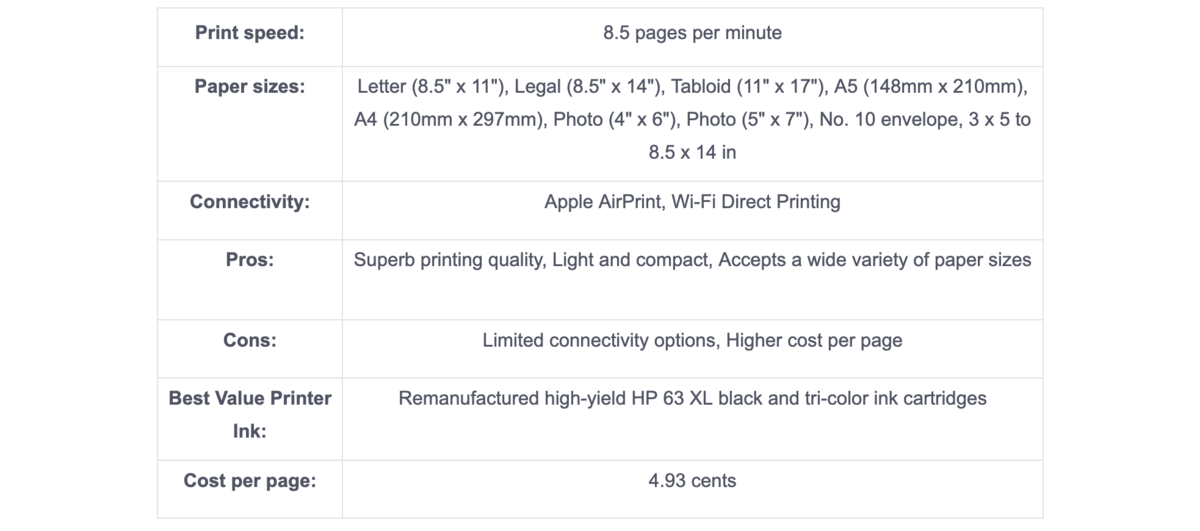 Print speed: 8.5 pages per minute
Paper sizes: Letter (8.5" x 11"), Legal (8.5" x 14"), Tabloid (11" x 17"), A5 (148mm x 210mm),
A4 (210mm x 297mm), Photo (4" x 6"), Photo (5" x 7"), No. 10 envelope, 3 x 5 to
8.5 x 14 in
Connectivity: Apple AirPrint, Wi-Fi Direct Printing
Pros: Superb printing quality, Light and compact, Accepts a wide variety of paper sizes
Cons: Limited connectivity options, Higher cost per page
Best Value Printer Remanufactured high-yield HP 63 XL black and tri-color ink cartridges
Ink:
Cost per page: 4.93 cents